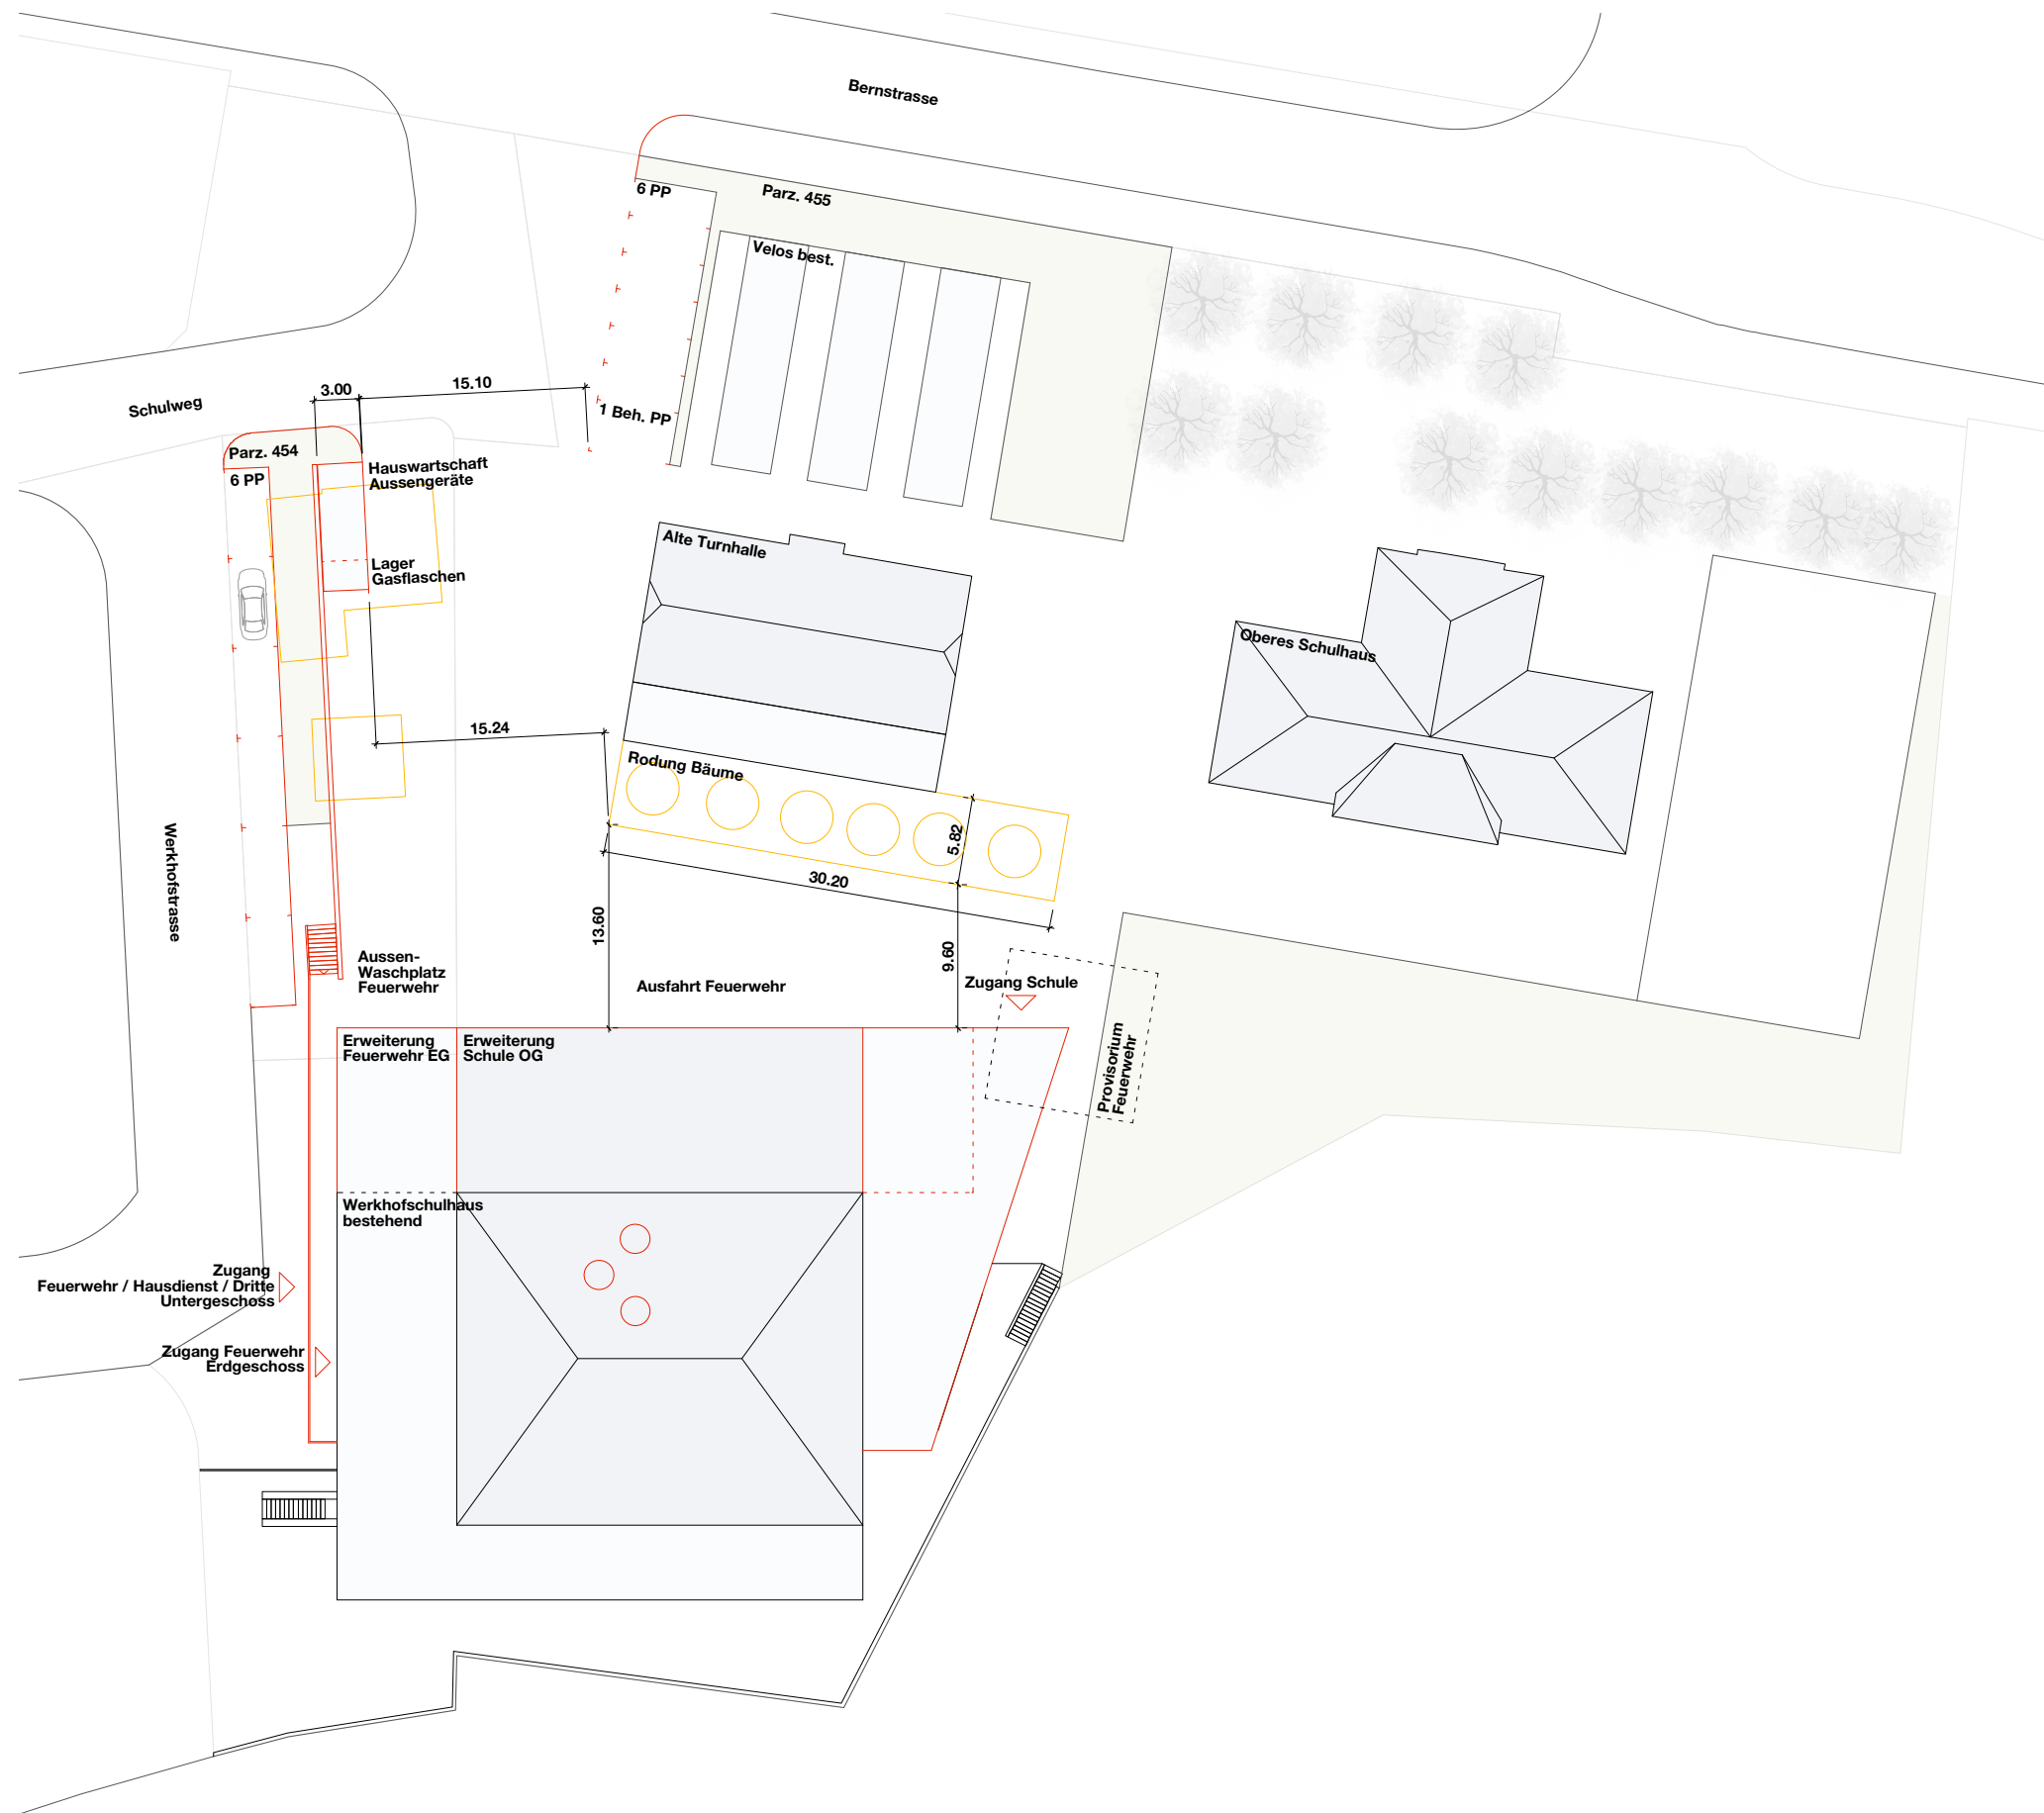 Bernstrasse
6 PP
Parz. 455
Velos best.
3.00
15.10
Schulweg
1 Beh. PP
Parz. 454
6 PP
Hauswartschaft
Aussengeräte
Lager
Gasflaschen
Alte Turnhalle
Oberes Schulhaus
15.24
Rodung Bäume
5.82
30.20
Werkhofstrasse
13.60
9.60
Aussen-
Waschplatz
Feuerwehr
Ausfahrt Feuerwehr
Zugang Schule
Erweiterung
Feuerwehr EG
Erweiterung
Schule OG
Provisorium
Feuerwehr
Werkhofschulhaus
bestehend
Zugang
Feuerwehr / Hausdienst / Dritte
Untergeschoss
Zugang Feuerwehr
Erdgeschoss